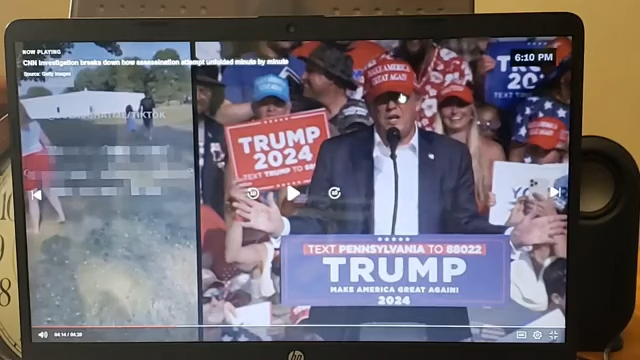 NOW PLAYING
CNN investigation breaks down how assassination attempt unfolded minute by minute
Source: Getty Images
6:10 PM
MAKE AMERICA
GREAT AGAIN
TRUMP
2024
TEXT TRUMP TO
TEXT PENNSYLVANIA TO 88022
TRUMP
MAKE AMERICA GREAT AGAIN!
2024
04:14 / 04:28
hp